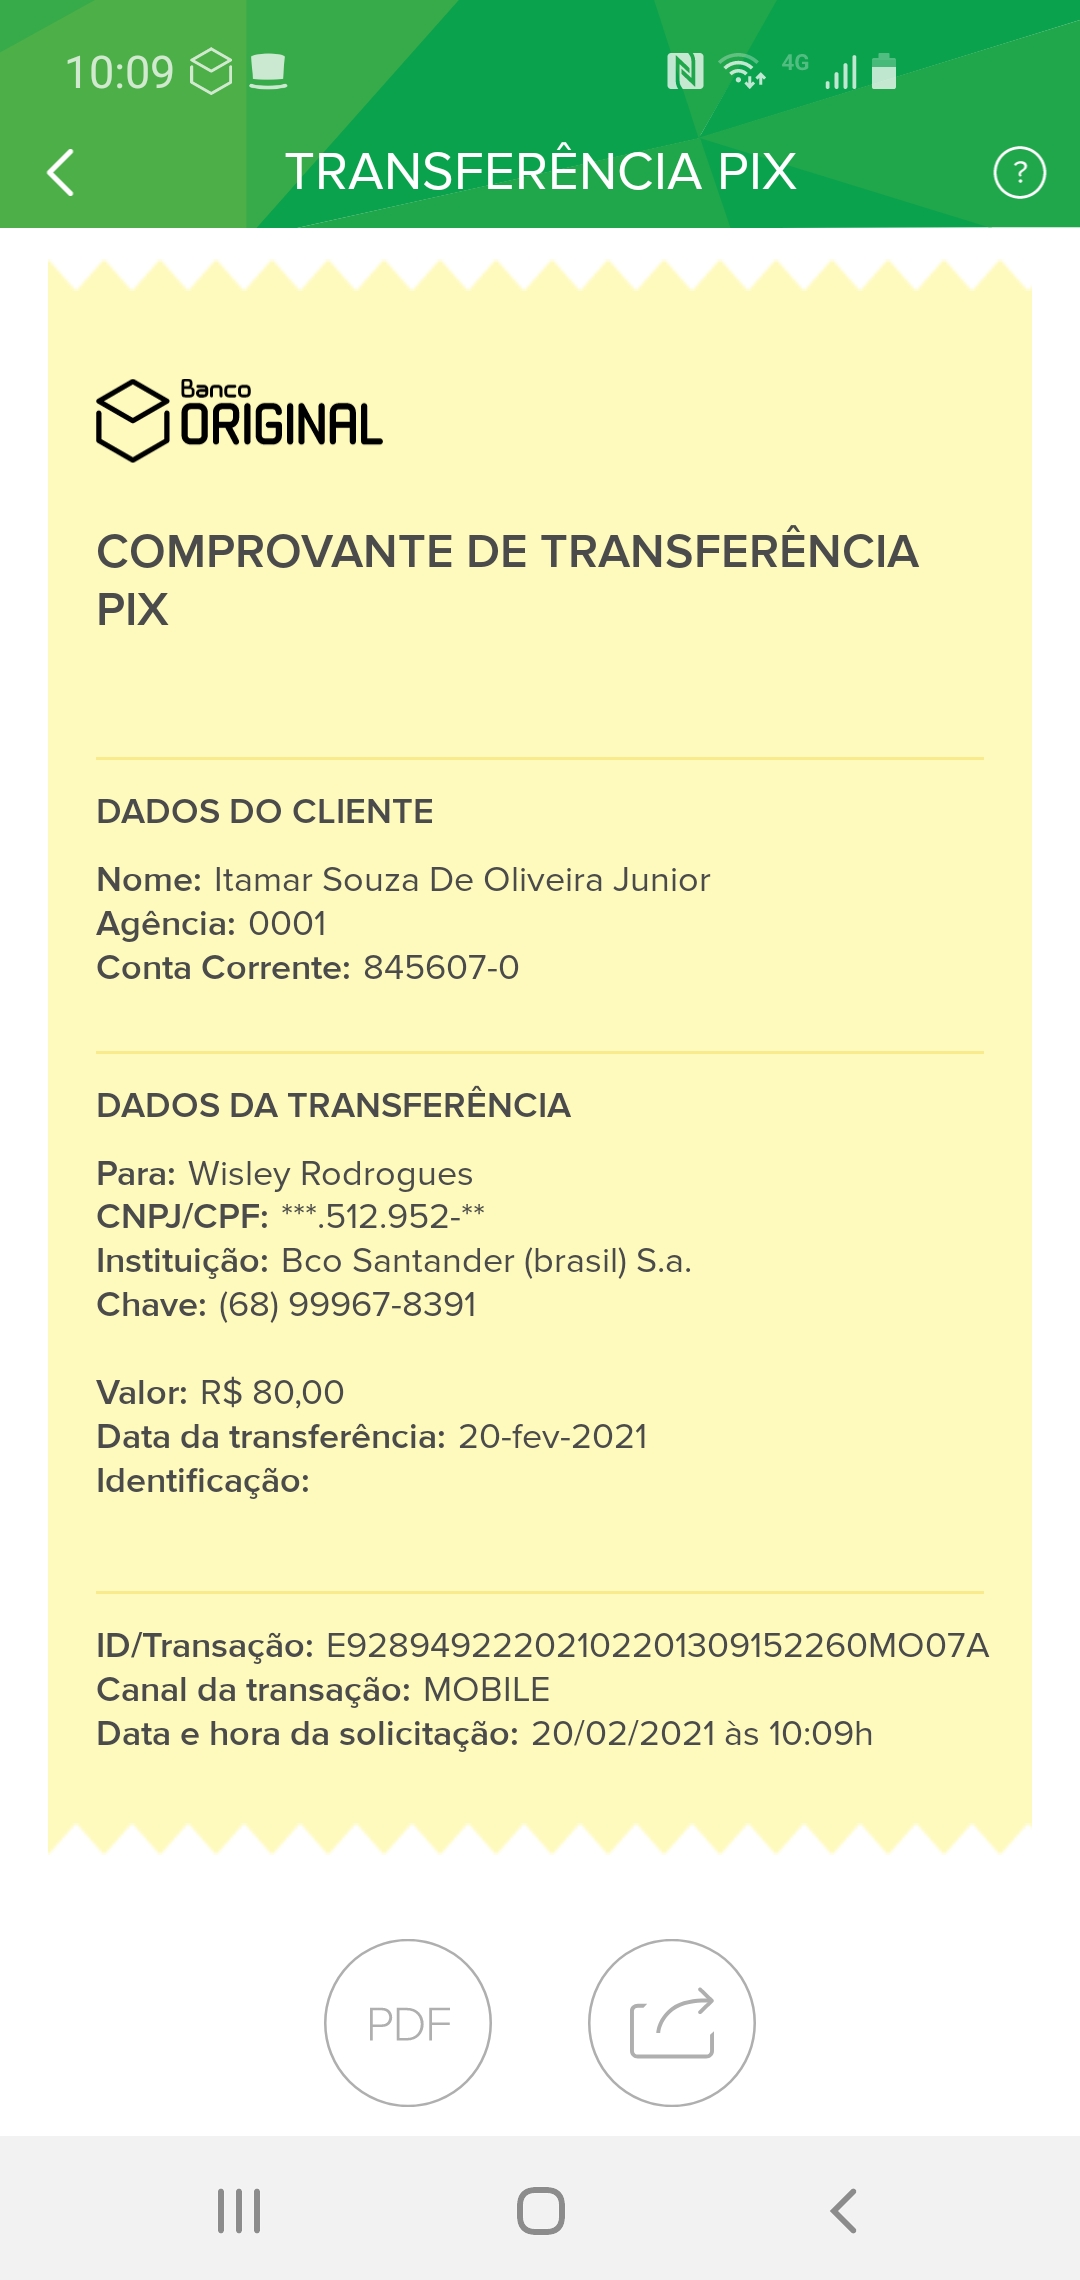 10:09 4G
TRANSFERÊNCIA PIX ?
Banco
ORIGINAL
COMPROVANTE DE TRANSFERÊNCIA
PIX
DADOS DO CLIENTE
Nome: Itamar Souza De Oliveira Junior
Agência: 0001
Conta Corrente: 845607-0
DADOS DA TRANSFERÊNCIA
Para: Wisley Rodrogues
CNPJ/CPF: ***.512.952-**
Instituição: Bco Santander (brasil) S.a.
Chave: (68) 99967-8391
Valor: R$ 80,00
Data da transferência: 20-fev-2021
Identificação:
ID/Transação: E92894922202102201309152260MO07A
Canal da transação: MOBILE
Data e hora da solicitação: 20/02/2021 às 10:09h
PDF